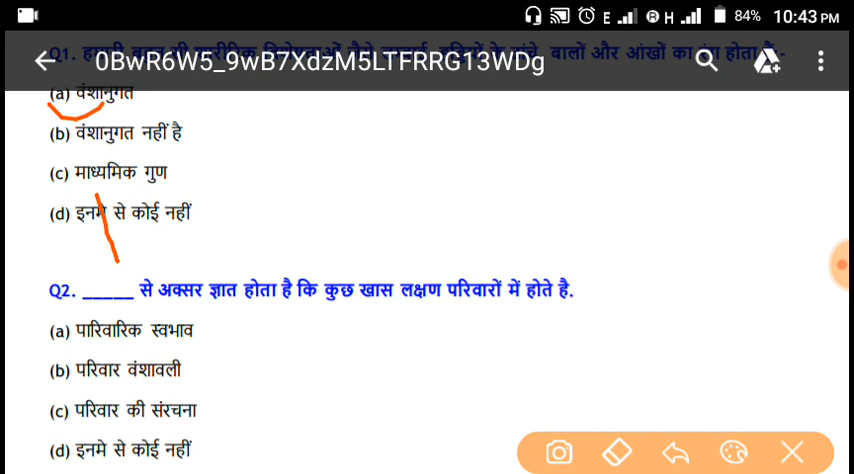 E R H 84% 10:43 PM
0BwR6W5_9wB7XdzM5LTFRRG13WDg
Q1. वालों और आंखों का रंग होता है -
(a) वंशानुगत
(b) वंशानुगत नहीं है
(c) माध्यमिक गुण
(d) इनमे से कोई नहीं
Q2. _____ से अक्सर ज्ञात होता है कि कुछ खास लक्षण परिवारों में होते है.
(a) पारिवारिक स्वभाव
(b) परिवार वंशावली
(c) परिवार की संरचना
(d) इनमे से कोई नहीं